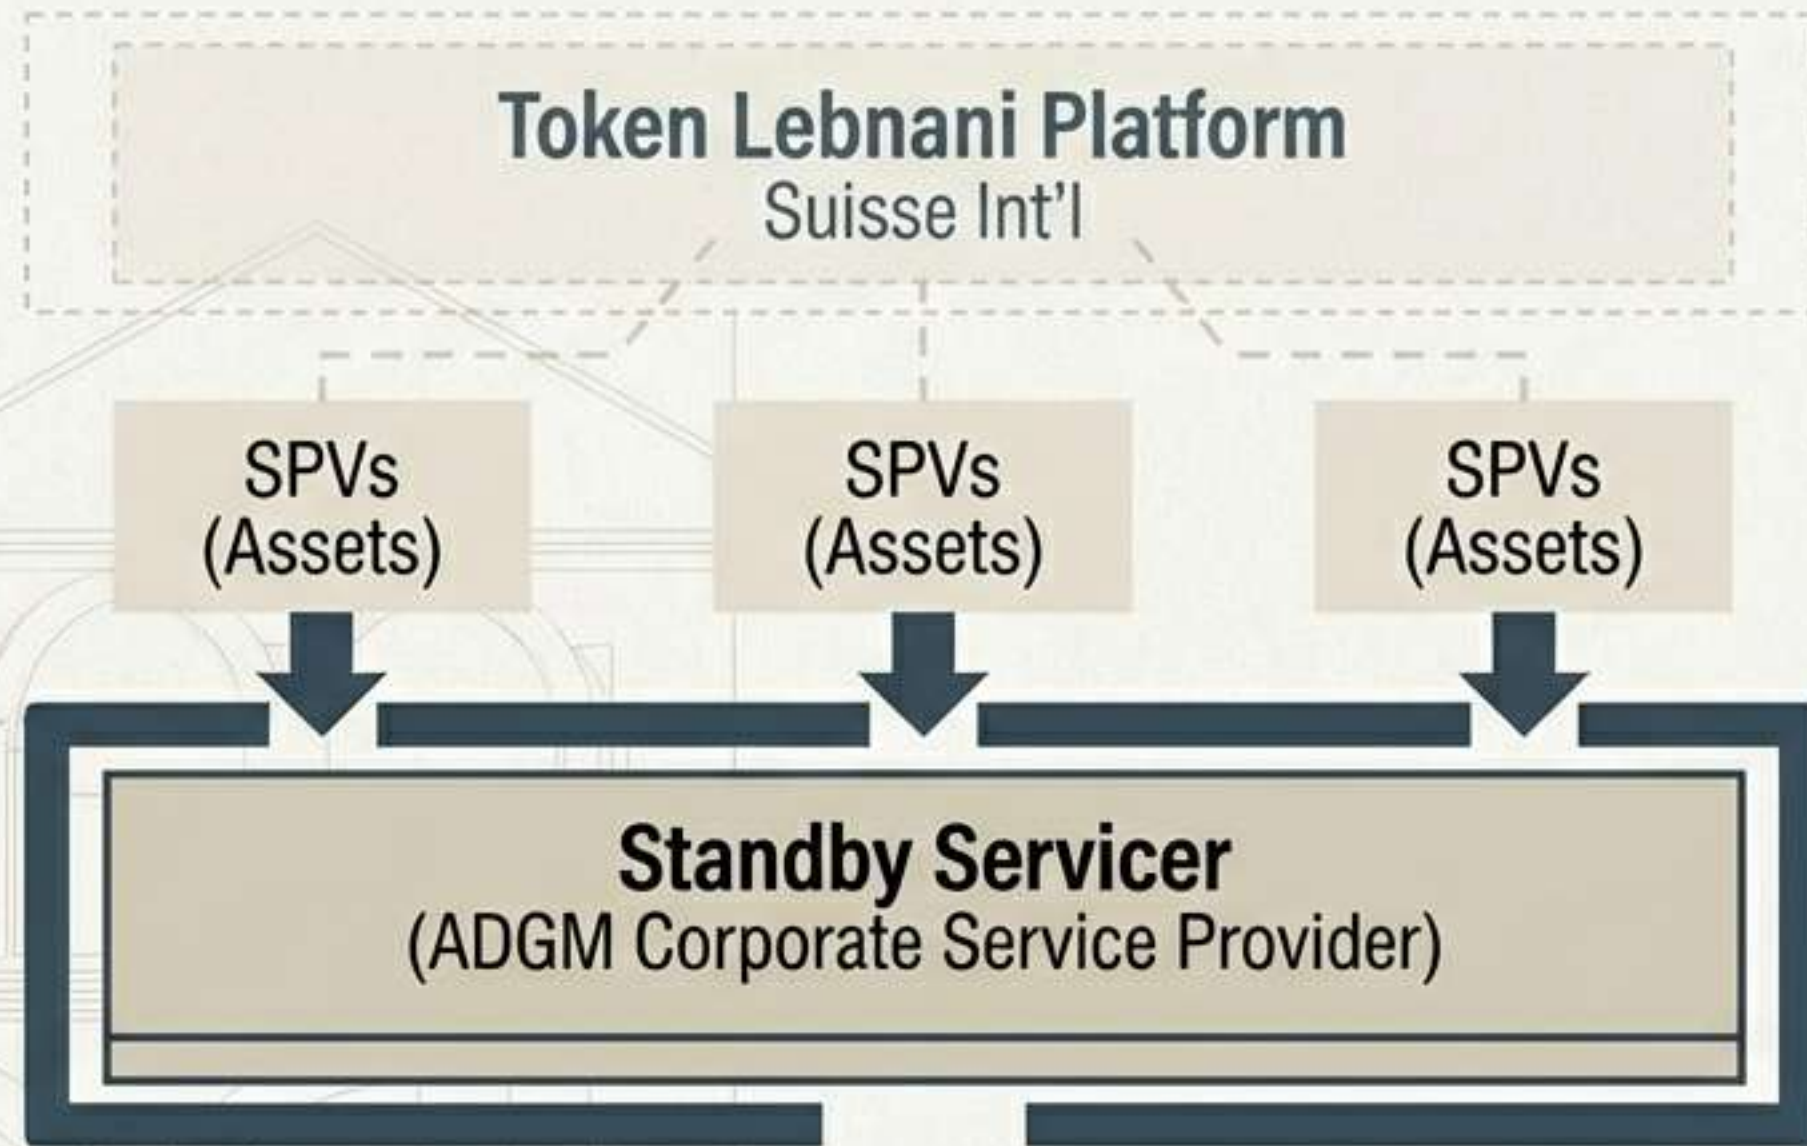 Token Lebnani Platform
Suisse Int'l
SPVs
(Assets)
SPVs
(Assets)
SPVs
(Assets)
Standby Servicer
(ADGM Corporate Service Provider)